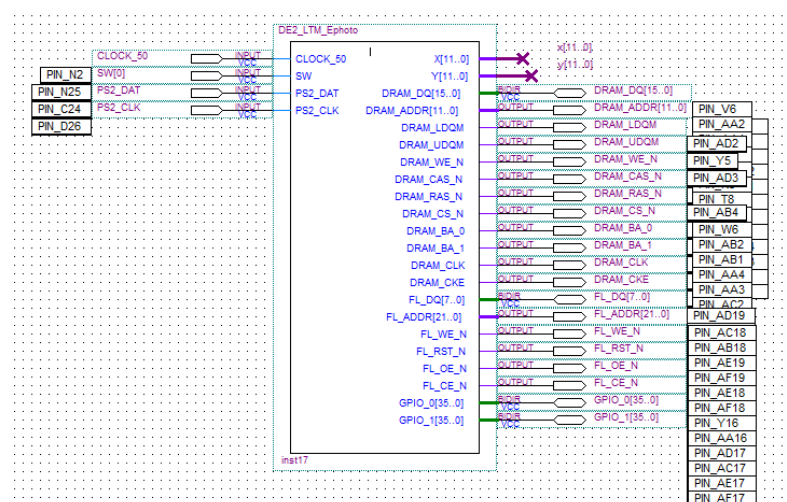 DE2_LTM_Ephoto
CLOCK_50 INPUT VCC CLOCK_50 X[11..0] x[11..0]
PIN_N2 SW[0] INPUT VCC SW Y[11..0] y[11..0]
PIN_N25 PS2_DAT INPUT VCC PS2_DAT DRAM_DQ[15..0] BIDIR VCC DRAM_DQ[15..0]
PIN_C24 PS2_CLK INPUT VCC PS2_CLK DRAM_ADDR[11..0] OUTPUT DRAM_ADDR[11..0] PIN_V6
PIN_D26 DRAM_LDQM OUTPUT DRAM_LDQM PIN_AA2
DRAM_UDQM OUTPUT DRAM_UDQM PIN_AD2
DRAM_WE_N OUTPUT DRAM_WE_N PIN_Y5
DRAM_CAS_N OUTPUT DRAM_CAS_N PIN_AD3
DRAM_RAS_N OUTPUT DRAM_RAS_N PIN_T8
DRAM_CS_N OUTPUT DRAM_CS_N PIN_AB4
DRAM_BA_0 OUTPUT DRAM_BA_0 PIN_W6
DRAM_BA_1 OUTPUT DRAM_BA_1 PIN_AB2
DRAM_CLK OUTPUT DRAM_CLK PIN_AB1
PIN_AA4
DRAM_CKE OUTPUT DRAM_CKE PIN_AA3
FL_DQ[7..0] BIDIR VCC FL_DQ[7..0] PIN_AC2
FL_ADDR[21..0] OUTPUT FL_ADDR[21..0] PIN_AD19
FL_WE_N OUTPUT FL_WE_N PIN_AC18
FL_RST_N OUTPUT FL_RST_N PIN_AB18
FL_OE_N OUTPUT FL_OE_N PIN_AE19
PIN_AF19
FL_CE_N OUTPUT FL_CE_N PIN_AE18
GPIO_0[35..0] BIDIR VCC GPIO_0[35..0] PIN_AF18
GPIO_1[35..0] BIDIR VCC GPIO_1[35..0] PIN_Y16
PIN_AA16
PIN_AD17
inst17 PIN_AC17
PIN_AE17
PIN_AF17